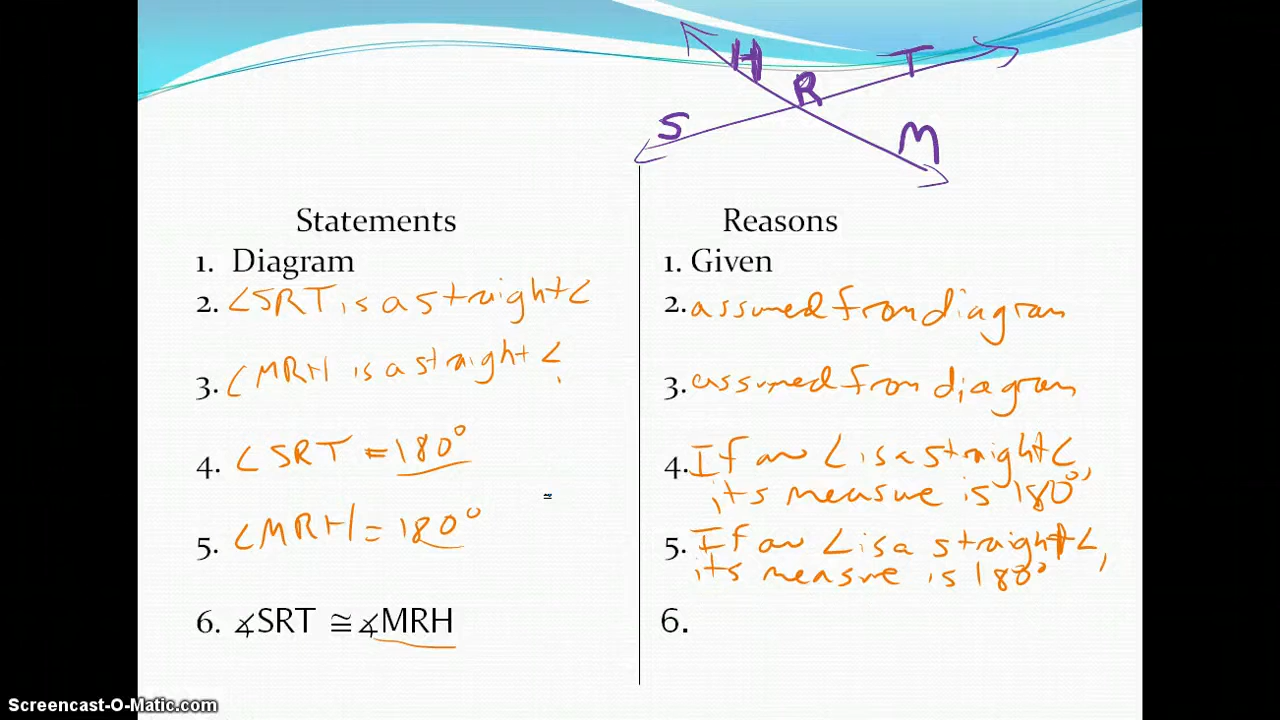 H
T
R
S
M
Statements
Reasons
1. Diagram
1. Given
2. ∠SRT is a straight ∠
2. assumed from diagram
3. ∠MRH is a straight ∠
3. assumed from diagram
4. ∠SRT = 180°
4. If an ∠ is a straight ∠,
its measure is 180°
5. ∠MRH = 180°
5. If an ∠ is a straight ∠,
its measure is 180°
6. ∡SRT ≅ ∡MRH
6.
Screencast-O-Matic.com